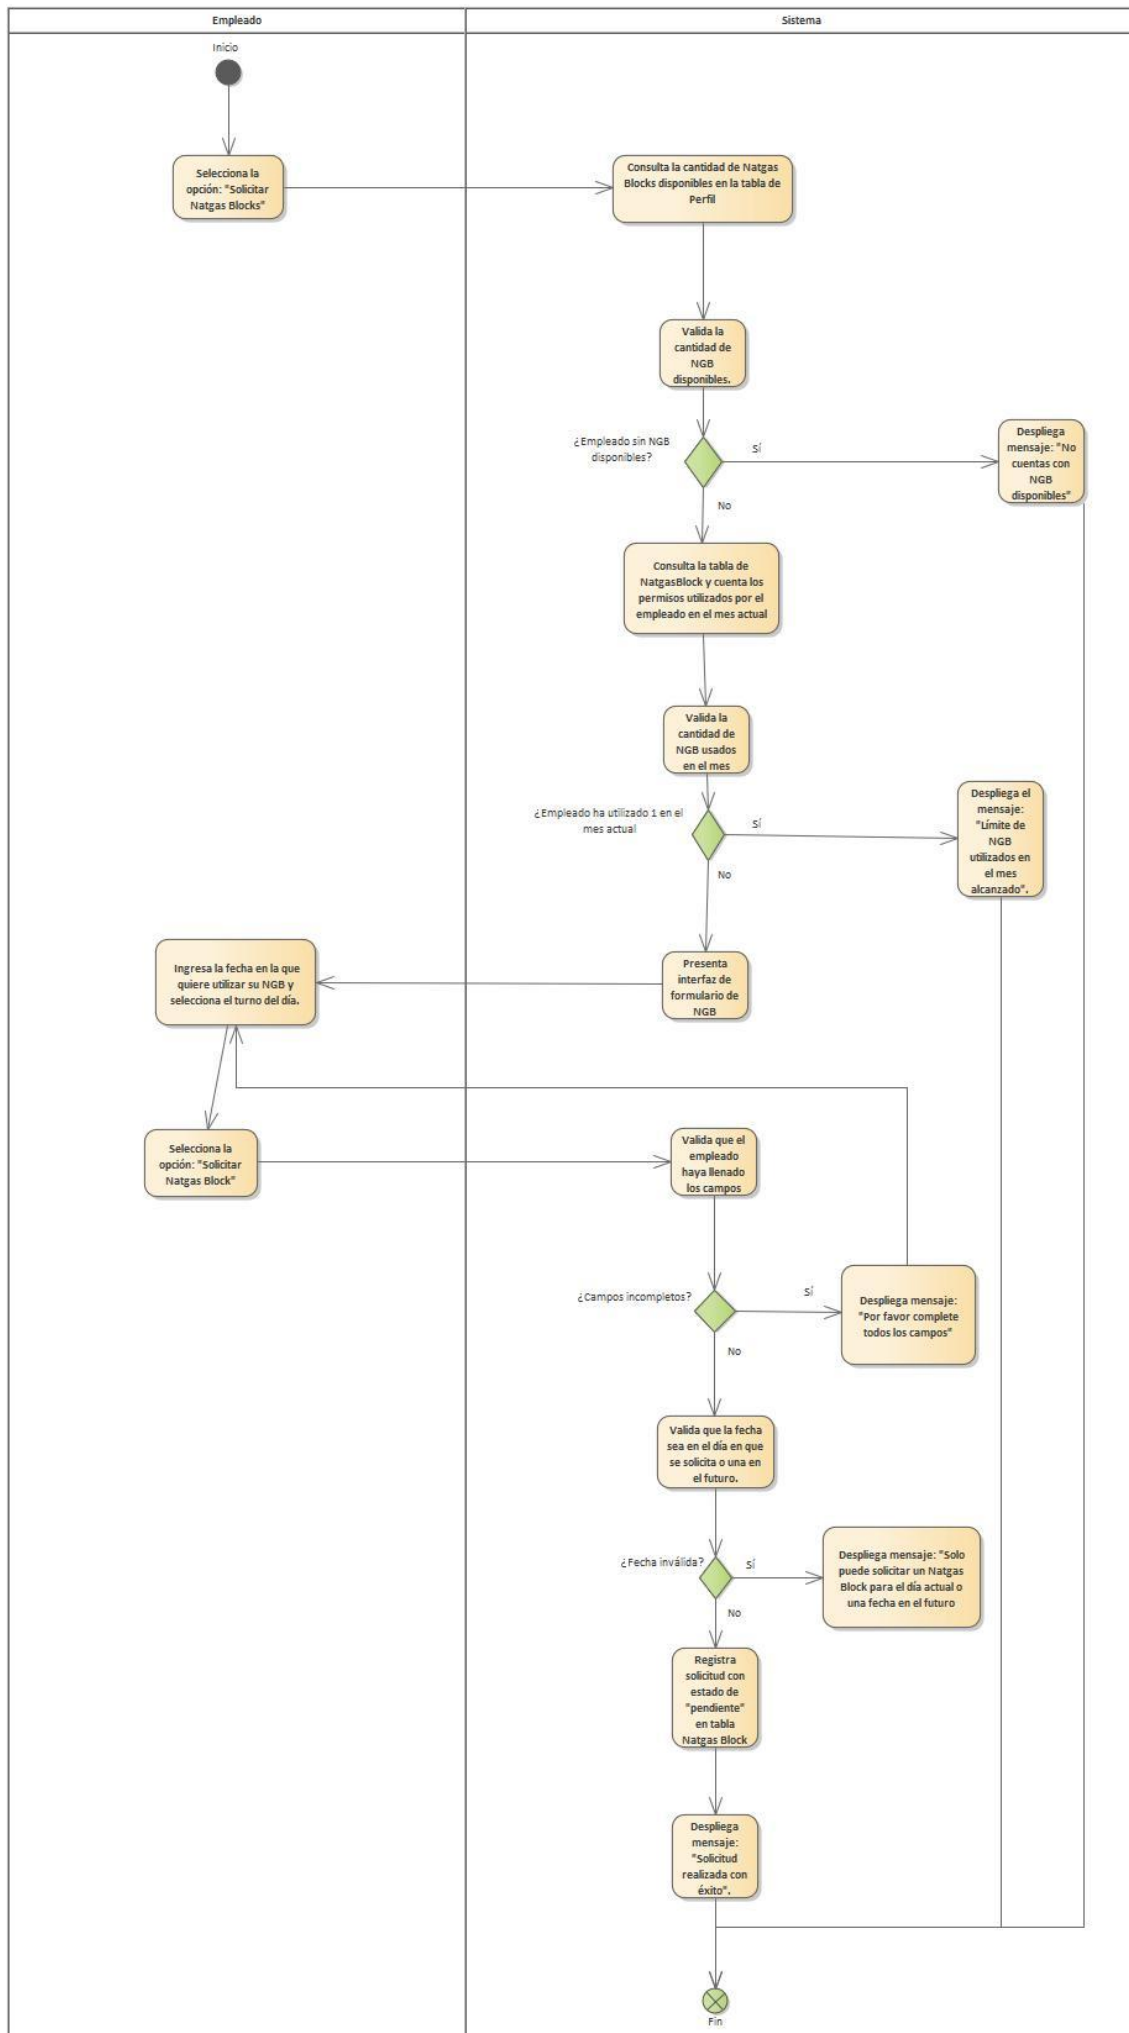 Empleado
Sistema
Inicio
Selecciona la
opción: "Solicitar
Natgas Blocks"
Consulta la cantidad de Natgas
Blocks disponibles en la tabla de
Perfil
Valida la
cantidad de
NGB
disponibles.
¿Empleado sin NGB
disponibles?
Sí
Despliega
mensaje: "No
cuentas con
NGB
disponibles"
No
Consulta la tabla de
NatgasBlock y cuenta los
permisos utilizados por el
empleado en el mes actual
Valida la
cantidad de
NGB usados
en el mes
¿Empleado ha utilizado 1 en el
mes actual
Sí
Despliega el
mensaje:
"Límite de
NGB
utilizados en
el mes
alcanzado".
No
Presenta
interfaz de
formulario de
NGB
Ingresa la fecha en la que
quiere utilizar su NGB y
selecciona el turno del día.
Selecciona la
opción: "Solicitar
Natgas Block"
Valida que el
empleado
haya llenado
los campos
¿Campos incompletos?
Sí
Despliega mensaje:
"Por favor complete
todos los campos"
No
Valida que la fecha
sea en el día en que
se solicita o una en
el futuro.
¿Fecha inválida?
Sí
Despliega mensaje: "Solo
puede solicitar un Natgas
Block para el día actual o
una fecha en el futuro
No
Registra
solicitud con
estado de
"pendiente"
en tabla
Natgas Block
Despliega
mensaje:
"Solicitud
realizada con
éxito".
Fin